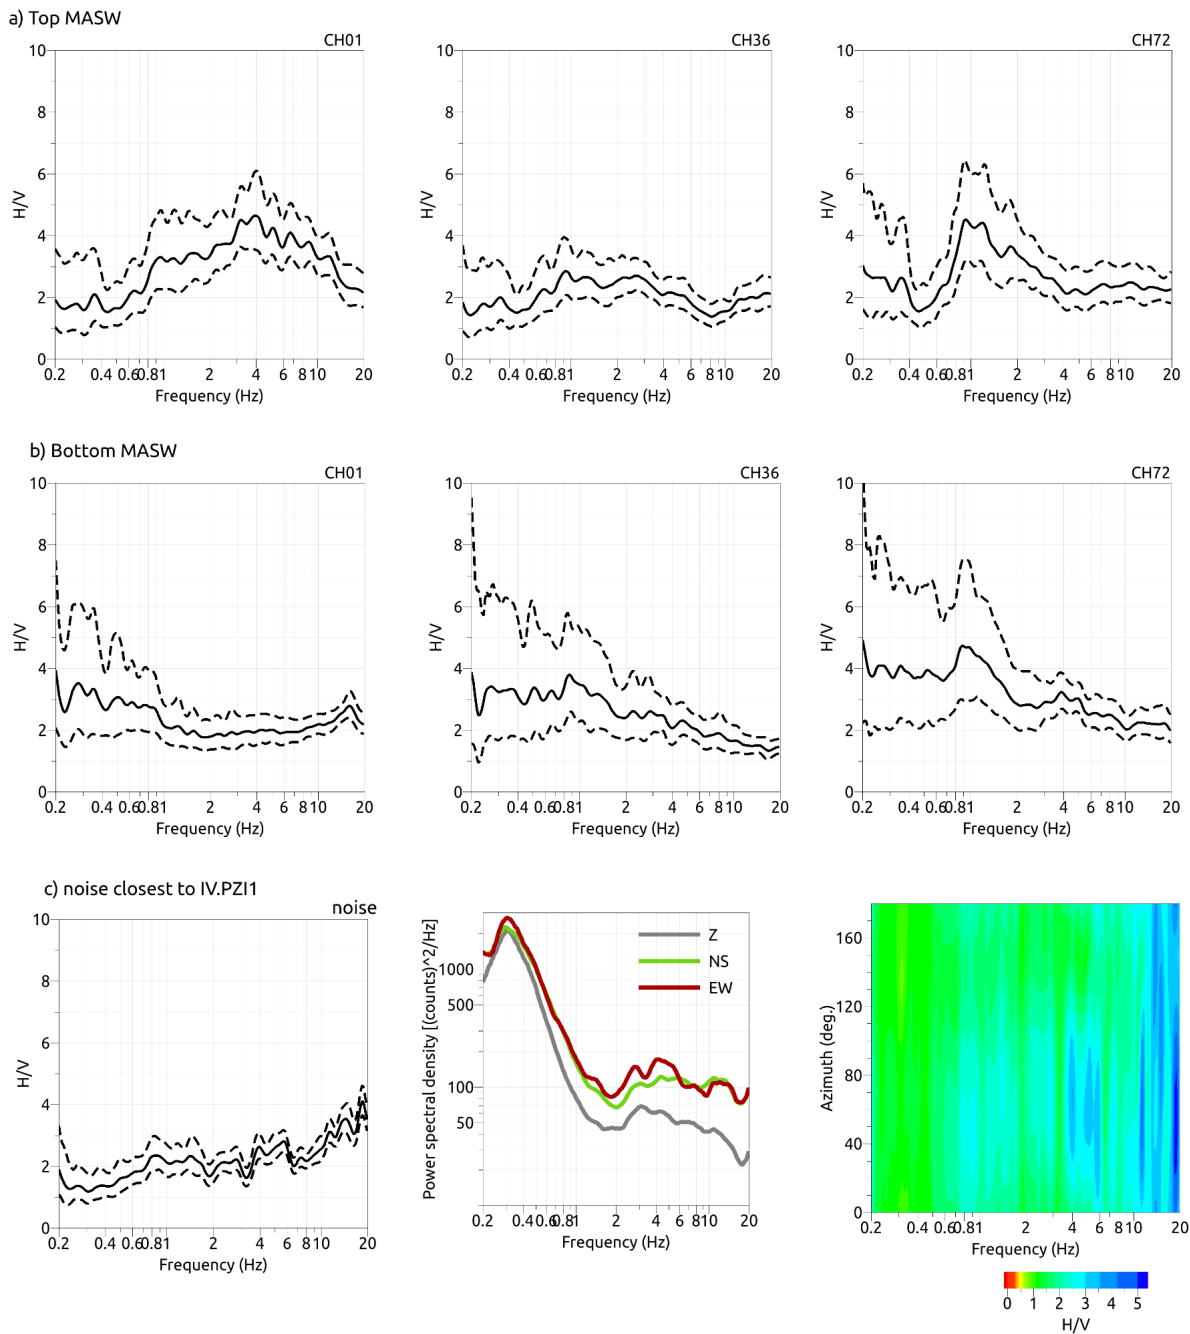 a) Top MASW
CH01
10
8
6
4
2
0
H/V
0.2 0.4 0.6 0.8 1 2 4 6 8 10 20
Frequency (Hz)
CH36
10
8
6
4
2
0
H/V
0.2 0.4 0.6 0.8 1 2 4 6 8 10 20
Frequency (Hz)
CH72
10
8
6
4
2
0
H/V
0.2 0.4 0.6 0.8 1 2 4 6 8 10 20
Frequency (Hz)
b) Bottom MASW
CH01
10
8
6
4
2
0
H/V
0.2 0.4 0.6 0.8 1 2 4 6 8 10 20
Frequency (Hz)
CH36
10
8
6
4
2
0
H/V
0.2 0.4 0.6 0.8 1 2 4 6 8 10 20
Frequency (Hz)
CH72
10
8
6
4
2
0
H/V
0.2 0.4 0.6 0.8 1 2 4 6 8 10 20
Frequency (Hz)
c) noise closest to IV.PZI1
noise
10
8
6
4
2
0
H/V
0.2 0.4 0.6 0.8 1 2 4 6 8 10 20
Frequency (Hz)
Z
NS
EW
1000
500
100
50
Power spectral density [(counts)^2/Hz]
0.2 0.4 0.6 0.8 1 2 4 6 8 10 20
Frequency (Hz)
160
120
80
40
0
Azimuth (deg.)
0.2 0.4 0.6 0.8 1 2 4 6 8 10 20
Frequency (Hz)
0 1 2 3 4 5
H/V